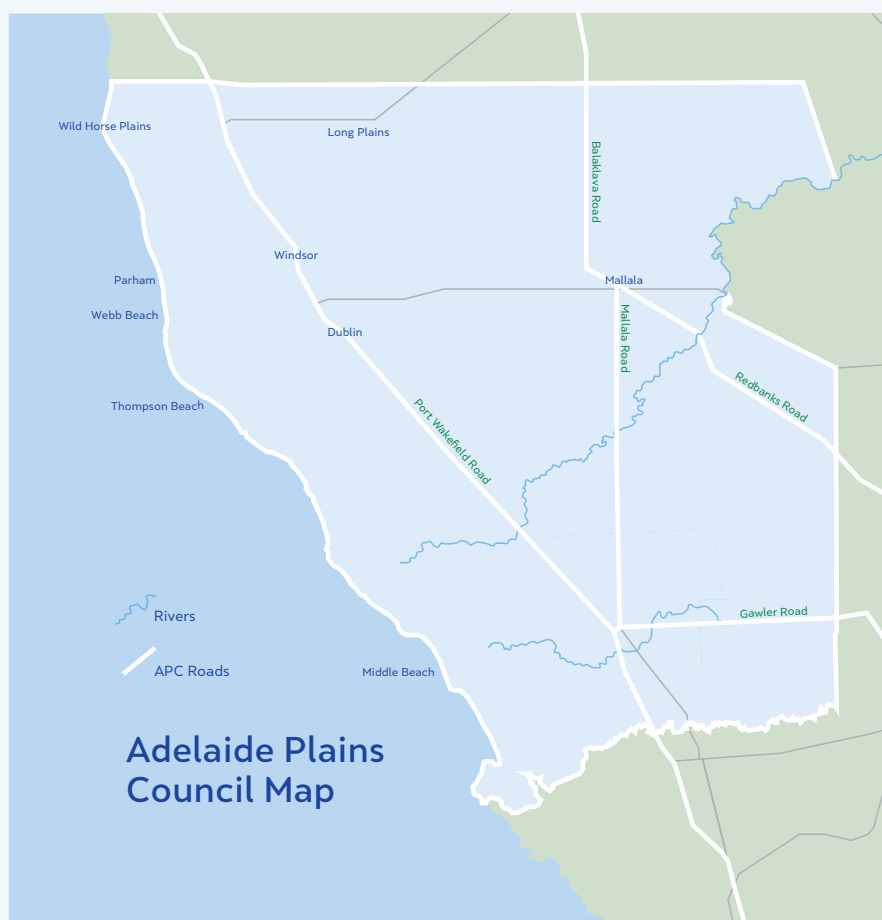 Wild Horse Plains
Long Plains
Balaklava Road
Windsor
Parham
Mallala
Webb Beach
Mallala Road
Dublin
Redbanks Road
Thompson Beach
Port Wakefield Road
Rivers
Gawler Road
APC Roads
Middle Beach
Adelaide Plains
Council Map